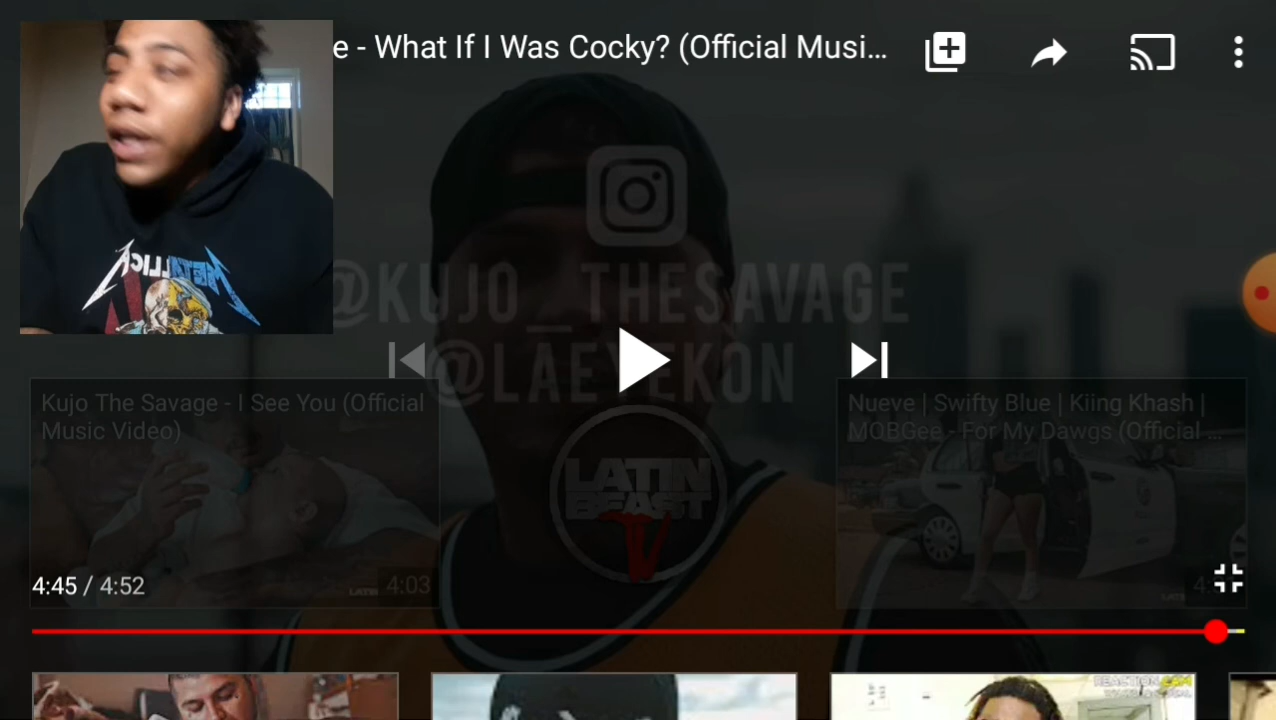 e - What If I Was Cocky? (Official Musi...
METALLICA
@KUJO_THESAVAGE
@LAEYEKON
Kujo The Savage - I See You (Official
Music Video)
Nueve | Swifty Blue | Kiing Khash |
MOBGee - For My Dawgs (Official ...
LATIN
BEAST
TV
4:45 / 4:52
4:03
REACTION.CAM